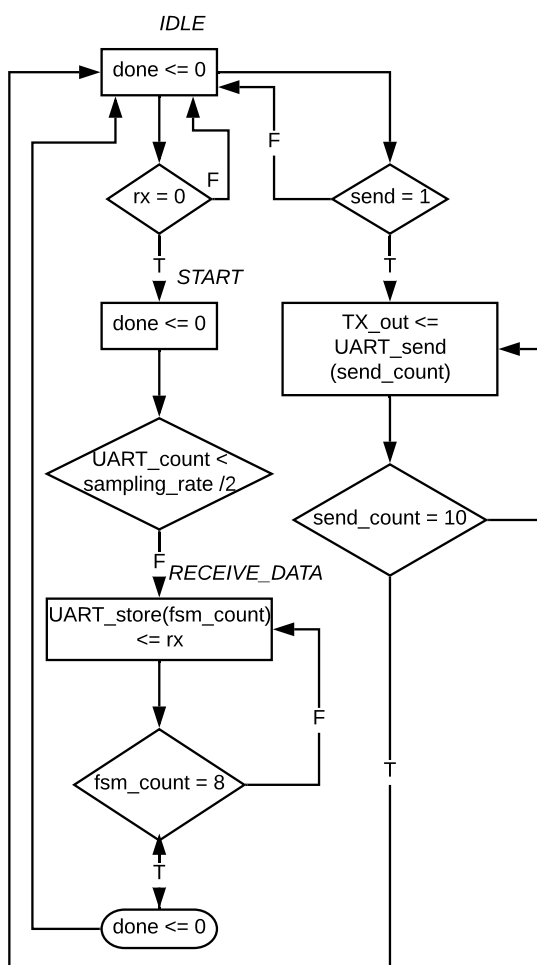 IDLE
done <= 0
F
F
rx = 0
send = 1
T
T
START
done <= 0
TX_out <=
UART_send
(send_count)
UART_count <
sampling_rate /2
send_count = 10
F
RECEIVE_DATA
UART_store(fsm_count)
<= rx
F
fsm_count = 8
T
T
done <= 0